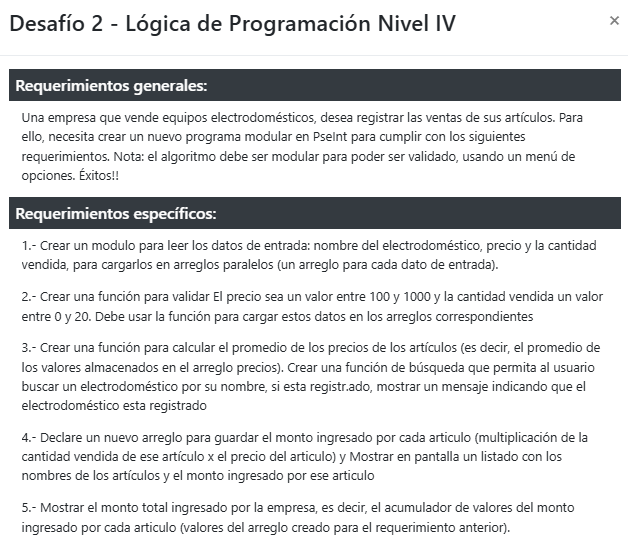 Desafío 2 - Lógica de Programación Nivel IV
×
Requerimientos generales:
Una empresa que vende equipos electrodomésticos, desea registrar las ventas de sus artículos. Para
ello, necesita crear un nuevo programa modular en PseInt para cumplir con los siguientes
requerimientos. Nota: el algoritmo debe ser modular para poder ser validado, usando un menú de
opciones. Éxitos!!
Requerimientos específicos:
1.- Crear un modulo para leer los datos de entrada: nombre del electrodoméstico, precio y la cantidad
vendida, para cargarlos en arreglos paralelos (un arreglo para cada dato de entrada).
2.- Crear una función para validar El precio sea un valor entre 100 y 1000 y la cantidad vendida un valor
entre 0 y 20. Debe usar la función para cargar estos datos en los arreglos correspondientes
3.- Crear una función para calcular el promedio de los precios de los artículos (es decir, el promedio de
los valores almacenados en el arreglo precios). Crear una función de búsqueda que permita al usuario
buscar un electrodoméstico por su nombre, si esta registr.ado, mostrar un mensaje indicando que el
electrodoméstico esta registrado
4.- Declare un nuevo arreglo para guardar el monto ingresado por cada articulo (multiplicación de la
cantidad vendida de ese artículo x el precio del articulo) y Mostrar en pantalla un listado con los
nombres de los artículos y el monto ingresado por ese articulo
5.- Mostrar el monto total ingresado por la empresa, es decir, el acumulador de valores del monto
ingresado por cada articulo (valores del arreglo creado para el requerimiento anterior).